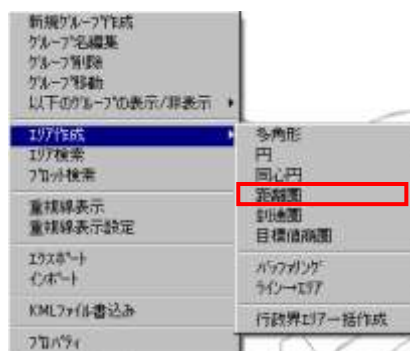 新規ｸﾞﾙｰﾌﾟ作成
ｸﾞﾙｰﾌﾟ名編集
ｸﾞﾙｰﾌﾟ削除
ｸﾞﾙｰﾌﾟ移動
以下のｸﾞﾙｰﾌﾟの表示/非表示
ｴﾘｱ作成
ｴﾘｱ検索
ﾌﾟﾛｯﾄ検索
重複線表示
重複線表示設定
ｴｸｽﾎﾟｰﾄ
ｲﾝﾎﾟｰﾄ
KMLﾌｧｲﾙ書込み
ﾌﾟﾛﾊﾟﾃｨ
多角形
円
同心円
距離圏
到達圏
目標値商圏
ﾊﾞｯﾌｧﾘﾝｸﾞ
ﾗｲﾝ→ｴﾘｱ
行政界ｴﾘｱ一括作成